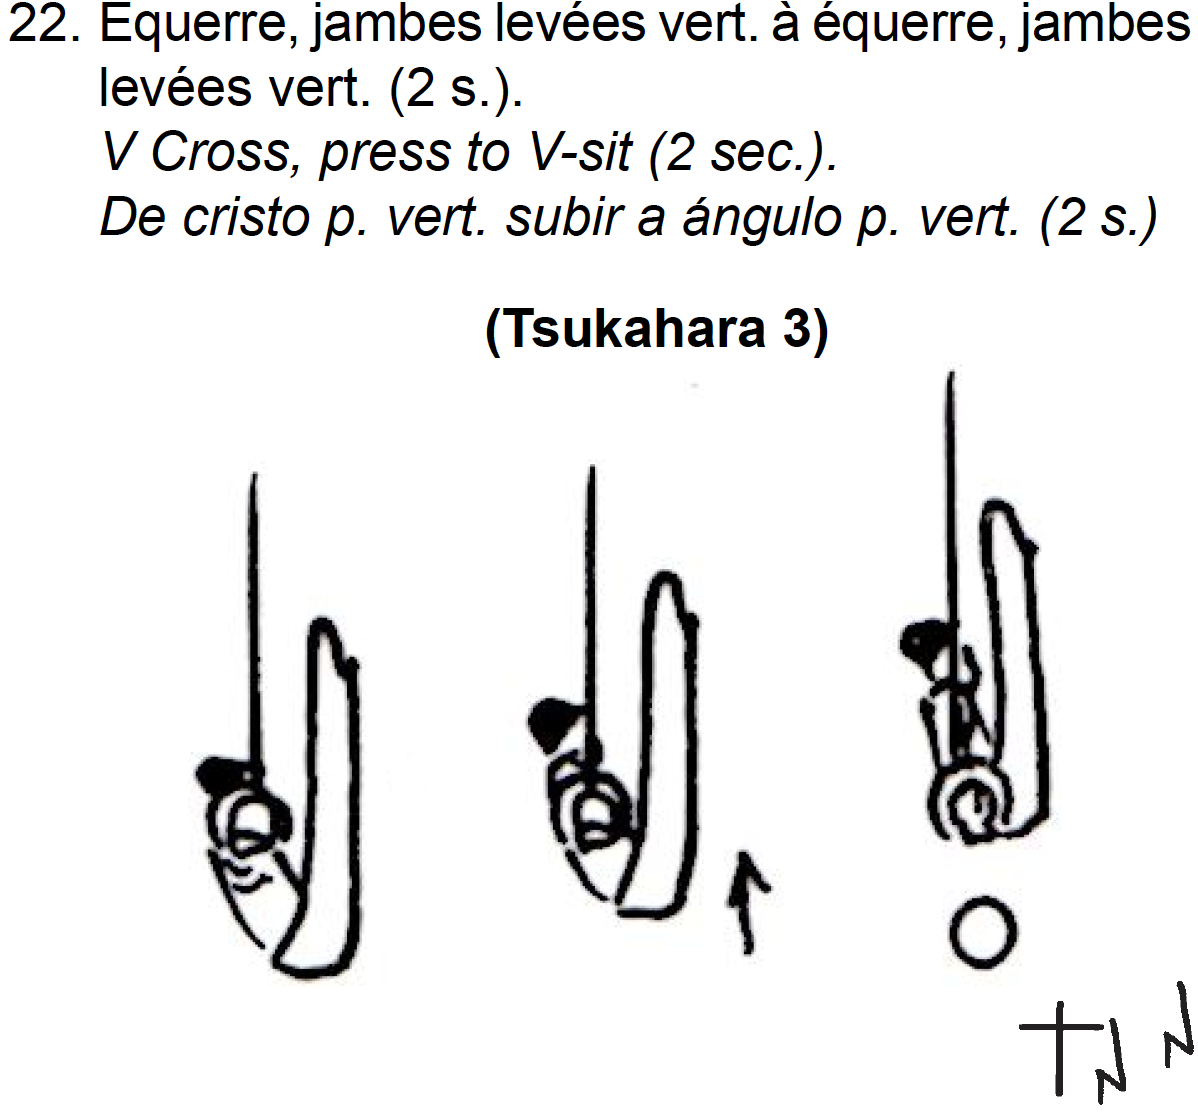 22. Equerre, jambes levées vert. à équerre, jambes
levées vert. (2 s.).
V Cross, press to V-sit (2 sec.).
De cristo p. vert. subir a ángulo p. vert. (2 s.)
(Tsukahara 3)